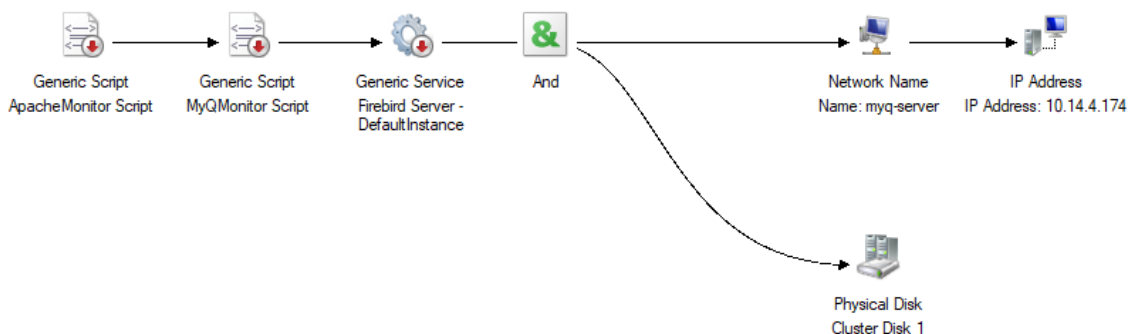 &
Generic Script
ApacheMonitor Script
Generic Script
MyQMonitor Script
Generic Service
Firebird Server -
DefaultInstance
And
Network Name
Name: myq-server
IP Address
IP Address: 10.14.4.174
Physical Disk
Cluster Disk 1